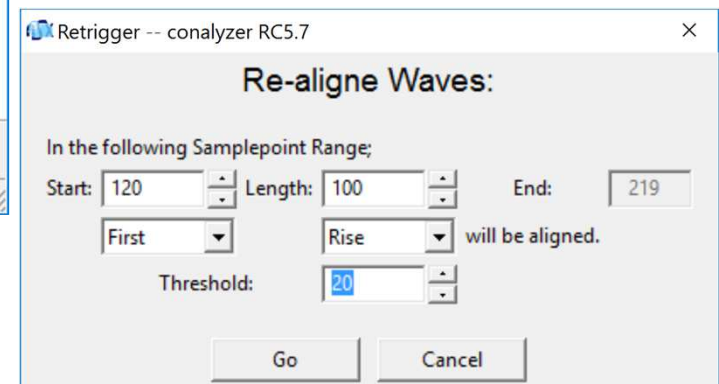 Retrigger -- conalyzer RC5.7
Re-aligne Waves:
In the following Samplepoint Range;
Start: 120 Length: 100 End: 219
First Rise will be aligned.
Threshold: 20
Go Cancel